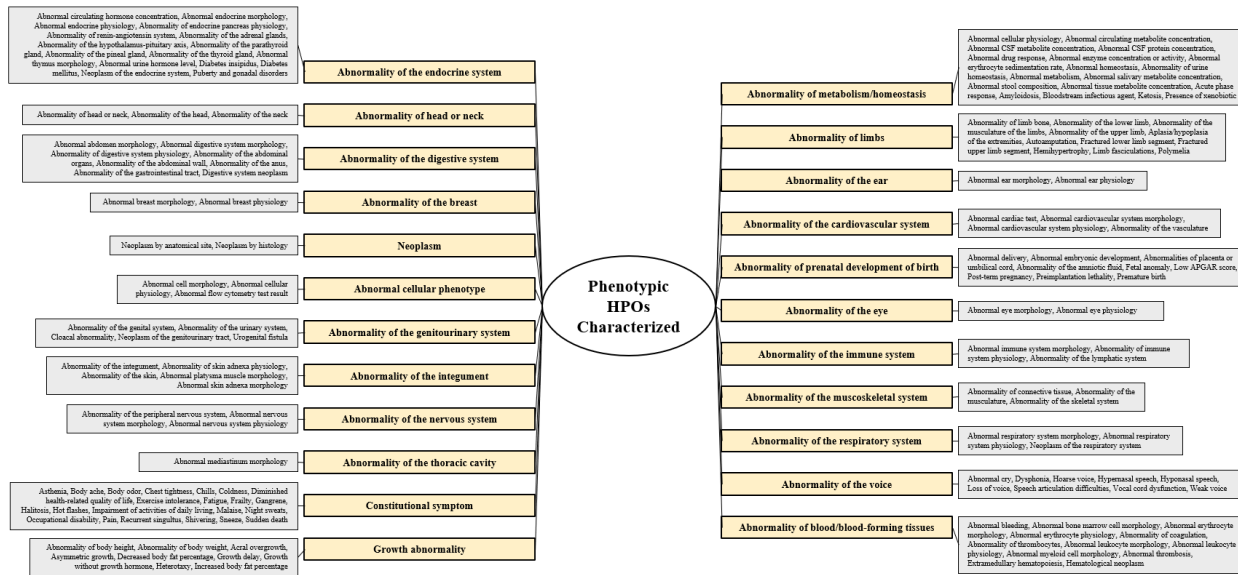 Abnormal circulating hormone concentration, Abnormal endocrine morphology,
Abnormal endocrine physiology, Abnormality of endocrine pancreas physiology,
Abnormality of renin-angiotensin system, Abnormality of the adrenal glands,
Abnormality of the hypothalamus-pituitary axis, Abnormality of the parathyroid
gland, Abnormality of the pineal gland, Abnormality of the thyroid gland, Abnormal
thymus morphology, Abnormal urine hormone level, Diabetes insipidus, Diabetes
mellitus, Neoplasm of the endocrine system, Puberty and gonadal disorders
Abnormality of the endocrine system
Abnormality of head or neck, Abnormality of the head, Abnormality of the neck
Abnormality of head or neck
Abnormal abdomen morphology, Abnormal digestive system morphology,
Abnormality of digestive system physiology, Abnormality of the abdominal
organs, Abnormality of the abdominal wall, Abnormality of the anus,
Abnormality of the gastrointestinal tract, Digestive system neoplasm
Abnormality of the digestive system
Abnormal breast morphology, Abnormal breast physiology
Abnormality of the breast
Neoplasm by anatomical site, Neoplasm by histology
Neoplasm
Abnormal cell morphology, Abnormal cellular
physiology, Abnormal flow cytometry test result
Abnormal cellular phenotype
Abnormality of the genital system, Abnormality of the urinary system,
Cloacal abnormality, Neoplasm of the genitourinary tract, Urogenital fistula
Abnormality of the genitourinary system
Abnormality of the integument, Abnormality of skin adnexa physiology,
Abnormality of the skin, Abnormal platysma muscle morphology,
Abnormal skin adnexa morphology
Abnormality of the integument
Abnormality of the peripheral nervous system, Abnormal nervous
system morphology, Abnormal nervous system physiology
Abnormality of the nervous system
Abnormal mediastinum morphology
Abnormality of the thoracic cavity
Asthenia, Body ache, Body odor, Chest tightness, Chills, Coldness, Diminished
health-related quality of life, Exercise intolerance, Fatigue, Frailty, Gangrene,
Halitosis, Hot flashes, Impairment of activities of daily living, Malaise, Night sweats,
Occupational disability, Pain, Recurrent singultus, Shivering, Sneeze, Sudden death
Constitutional symptom
Abnormality of body height, Abnormality of body weight, Acral overgrowth,
Asymmetric growth, Decreased body fat percentage, Growth delay, Growth
without growth hormone, Heterotaxy, Increased body fat percentage
Growth abnormality
Phenotypic
HPOs
Characterized
Abnormality of metabolism/homeostasis
Abnormal cellular physiology, Abnormal circulating metabolite concentration,
Abnormal CSF metabolite concentration, Abnormal CSF protein concentration,
Abnormal drug response, Abnormal enzyme concentration or activity, Abnormal
erythrocyte sedimentation rate, Abnormal homeostasis, Abnormality of urine
homeostasis, Abnormal metabolism, Abnormal salivary metabolite concentration,
Abnormal stool composition, Abnormal tissue metabolite concentration, Acute phase
response, Amyloidosis, Bloodstream infectious agent, Ketosis, Presence of xenobiotic
Abnormality of limbs
Abnormality of limb bone, Abnormality of the lower limb, Abnormality of the
musculature of the limbs, Abnormality of the upper limb, Aplasia/hypoplasia
of the extremities, Autoamputation, Fractured lower limb segment, Fractured
upper limb segment, Hemihypertrophy, Limb fasciculations, Polymelia
Abnormality of the ear
Abnormal ear morphology, Abnormal ear physiology
Abnormality of the cardiovascular system
Abnormal cardiac test, Abnormal cardiovascular system morphology,
Abnormal cardiovascular system physiology, Abnormality of the vasculature
Abnormality of prenatal development of birth
Abnormal delivery, Abnormal embryonic development, Abnormalities of placenta or
umbilical cord, Abnormality of the amniotic fluid, Fetal anomaly, Low APGAR score,
Post-term pregnancy, Preimplantation lethality, Premature birth
Abnormality of the eye
Abnormal eye morphology, Abnormal eye physiology
Abnormality of the immune system
Abnormal immune system morphology, Abnormality of immune
system physiology, Abnormality of the lymphatic system
Abnormality of the muscoskeletal system
Abnormality of connective tissue, Abnormality of the
musculature, Abnormality of the skeletal system
Abnormality of the respiratory system
Abnormal respiratory system morphology, Abnormal respiratory
system physiology, Neoplasm of the respiratory system
Abnormality of the voice
Abnormal cry, Dysphonia, Hoarse voice, Hypernasal speech, Hyponasal speech,
Loss of voice, Speech articulation difficulties, Vocal cord dysfunction, Weak voice
Abnormality of blood/blood-forming tissues
Abnormal bleeding, Abnormal bone marrow cell morphology, Abnormal erythrocyte
morphology, Abnormal erythrocyte physiology, Abnormality of coagulation,
Abnormality of thrombocytes, Abnormal leukocyte morphology, Abnormal leukocyte
physiology, Abnormal myeloid cell morphology, Abnormal thrombosis,
Extramedullary hematopoiesis, Hematological neoplasm